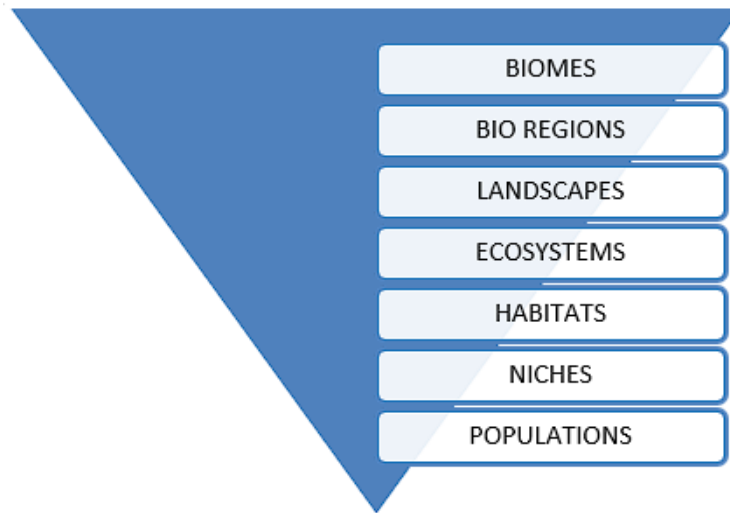 BIOMES
BIO REGIONS
LANDSCAPES
ECOSYSTEMS
HABITATS
NICHES
POPULATIONS